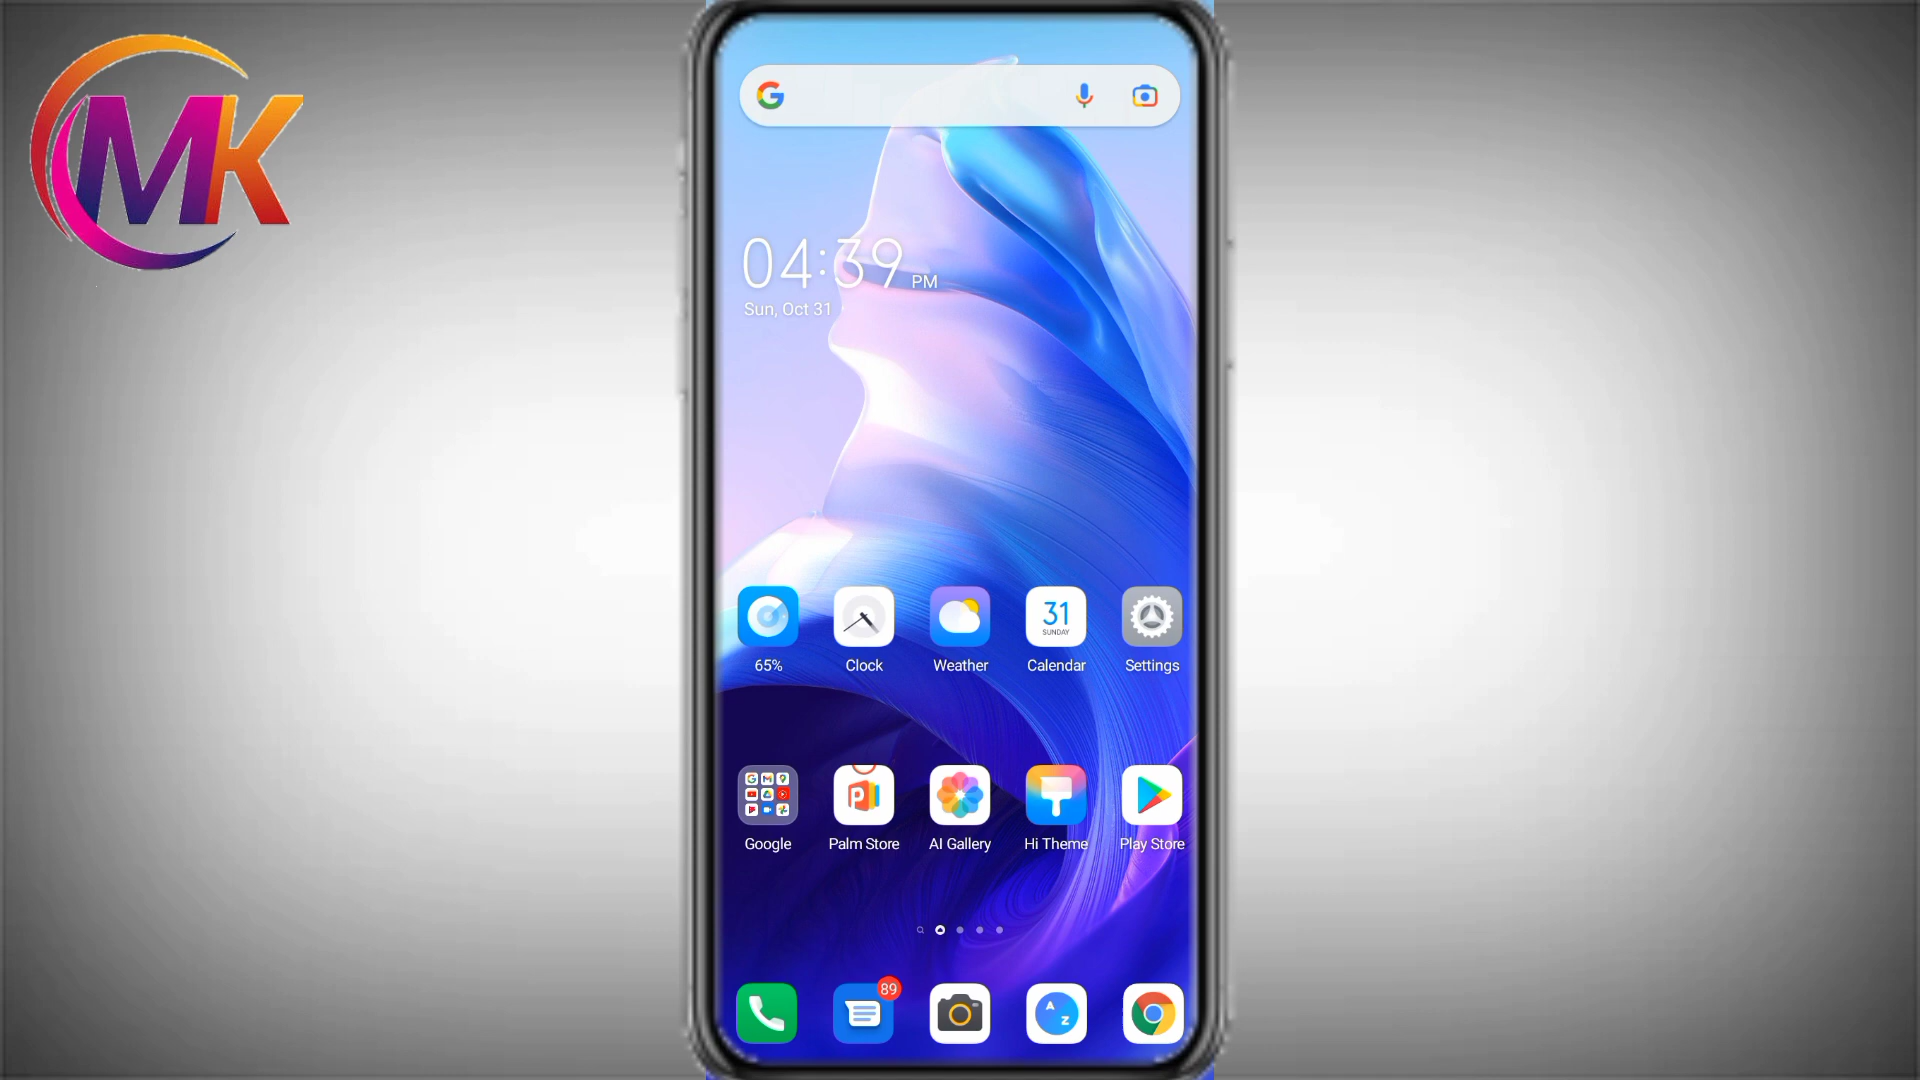 MK
04:39 PM
Sun, Oct 31
31
SUNDAY
65%
Clock
Weather
Calendar
Settings
Google
Palm Store
AI Gallery
Hi Theme
Play Store
89
A
Z